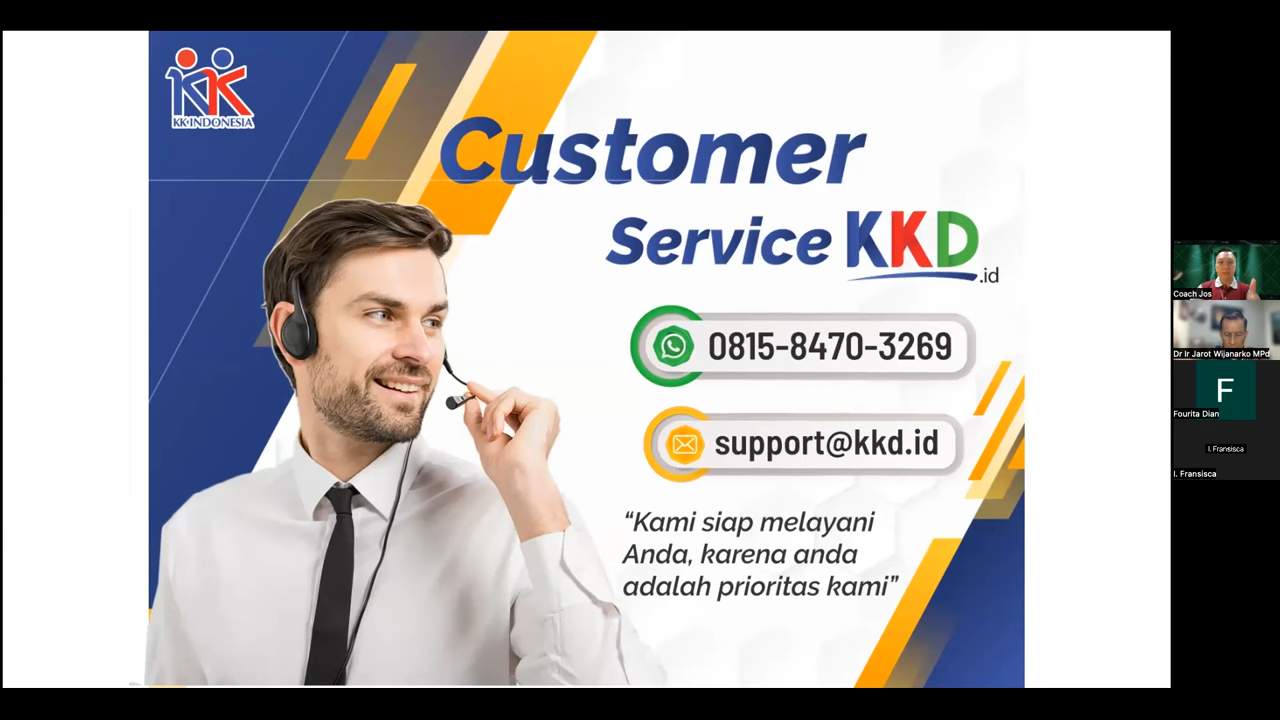 KK INDONESIA
Customer
Service KKD
.id
0815-8470-3269
support@kkd.id
“Kami siap melayani
Anda, karena anda
adalah prioritas kami”
Coach Jos
Dr Ir Jarot Wijanarko MPd
F
Fourita Dian
I. Fransisca
I. Fransisca